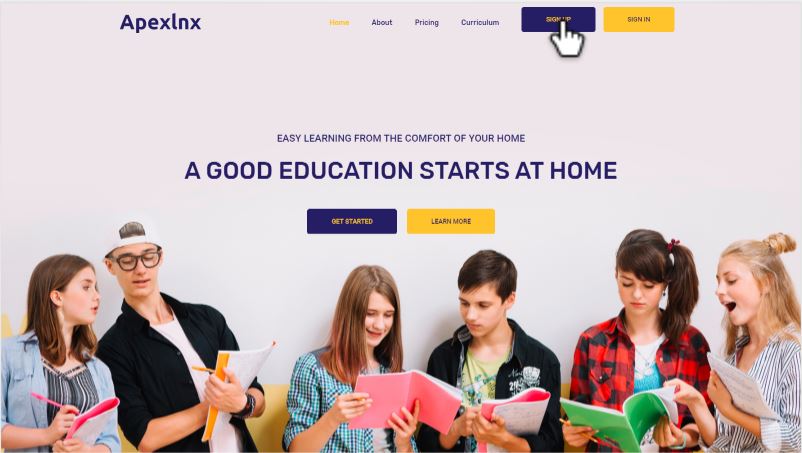 Apexlnx
Home About Pricing Curriculum SIGN UP SIGN IN
EASY LEARNING FROM THE COMFORT OF YOUR HOME
A GOOD EDUCATION STARTS AT HOME
GET STARTED LEARN MORE